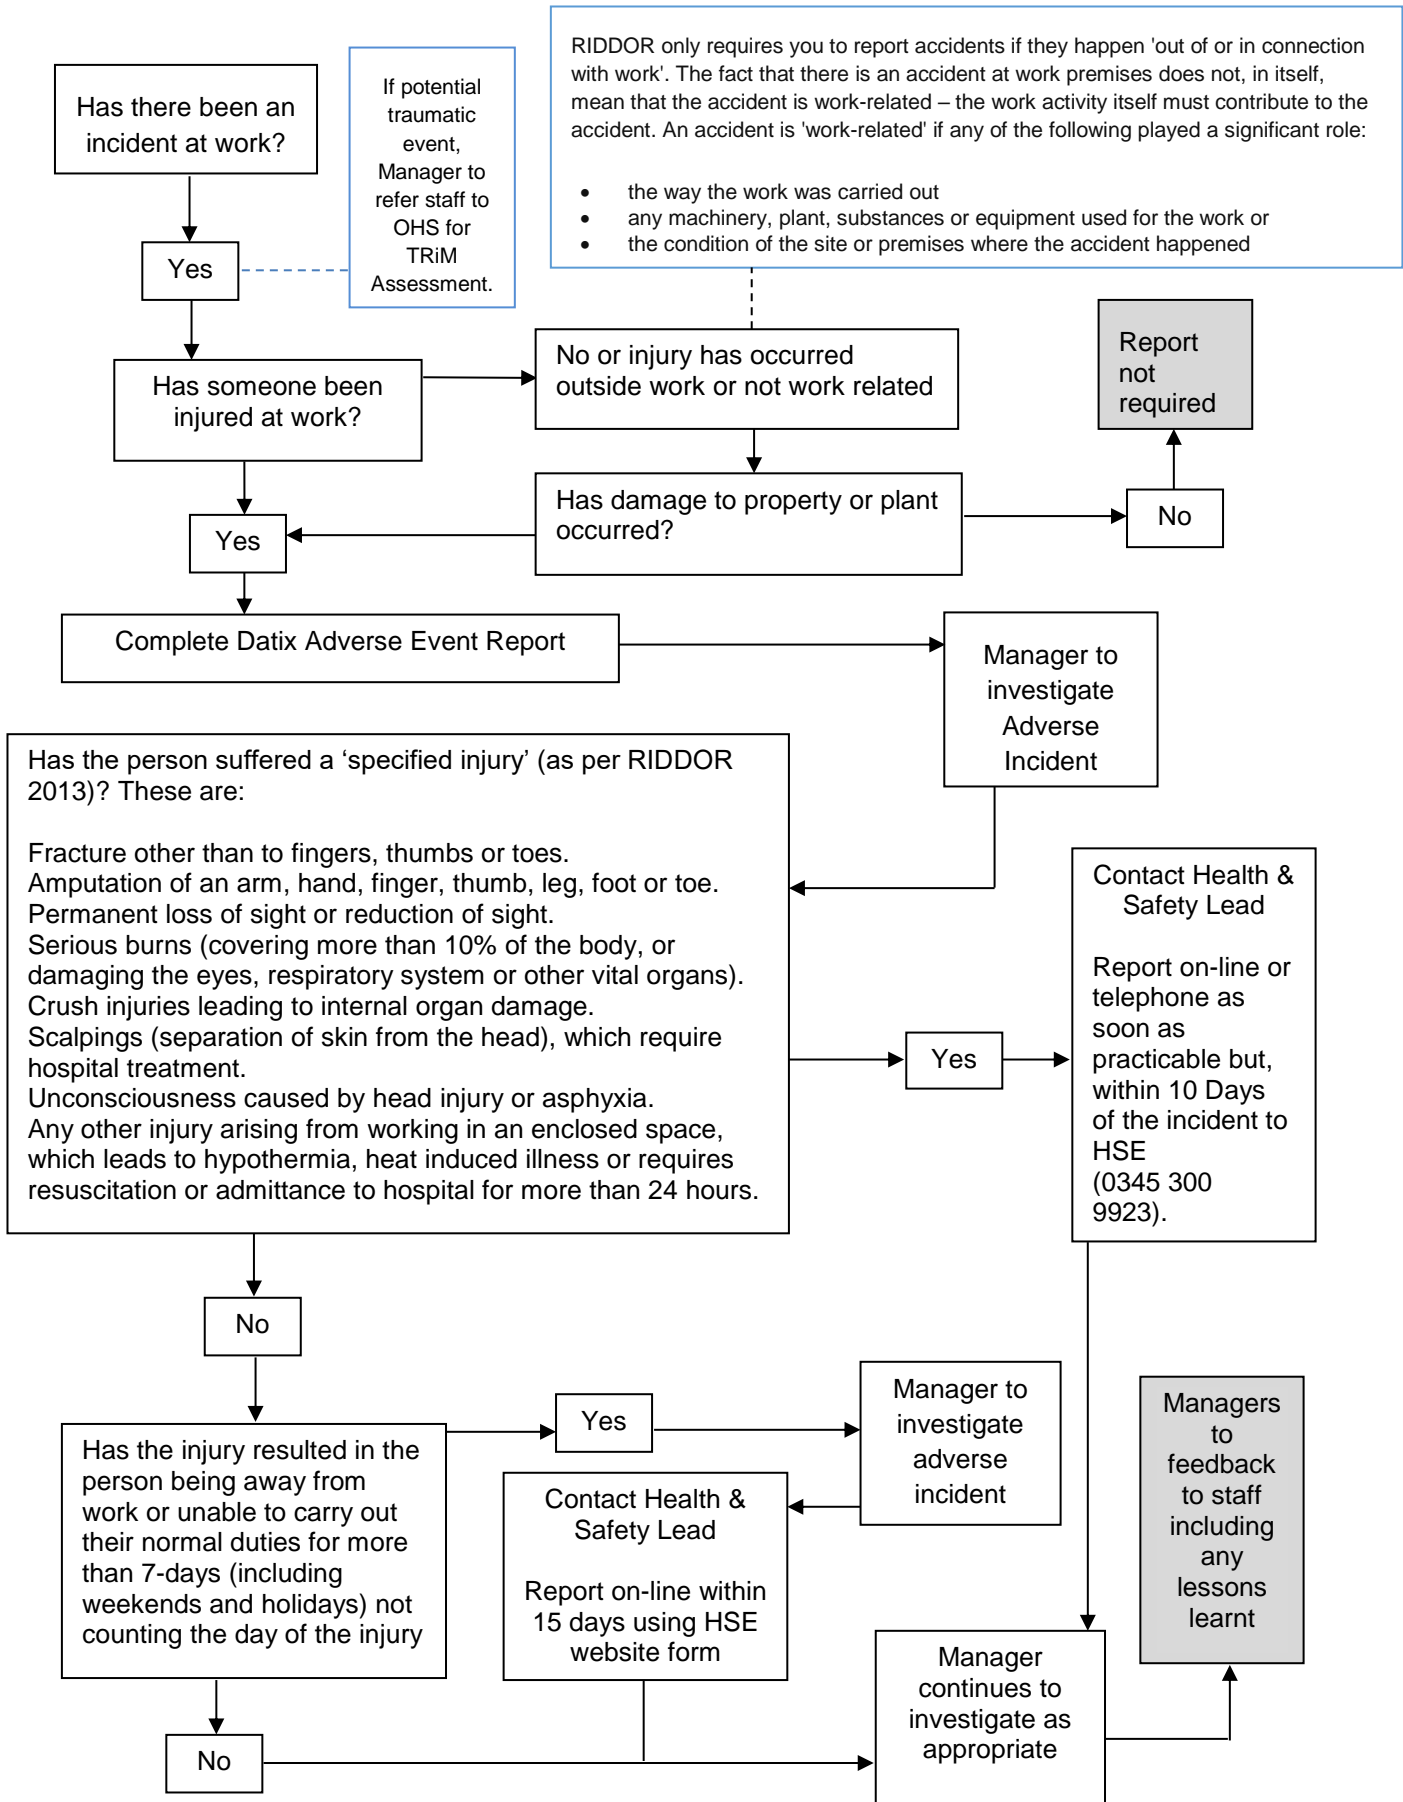 Has there been an
incident at work?
If potential
traumatic
event,
Manager to
refer staff to
OHS for
TRiM
Assessment.
RIDDOR only requires you to report accidents if they happen 'out of or in connection
with work'. The fact that there is an accident at work premises does not, in itself,
mean that the accident is work-related – the work activity itself must contribute to the
accident. An accident is 'work-related' if any of the following played a significant role:
• the way the work was carried out
• any machinery, plant, substances or equipment used for the work or
• the condition of the site or premises where the accident happened
Yes
Has someone been
injured at work?
No or injury has occurred
outside work or not work related
Report
not
required
Has damage to property or plant
occurred?
No
Yes
Complete Datix Adverse Event Report
Manager to
investigate
Adverse
Incident
Has the person suffered a ‘specified injury’ (as per RIDDOR
2013)? These are:
Fracture other than to fingers, thumbs or toes.
Amputation of an arm, hand, finger, thumb, leg, foot or toe.
Permanent loss of sight or reduction of sight.
Serious burns (covering more than 10% of the body, or
damaging the eyes, respiratory system or other vital organs).
Crush injuries leading to internal organ damage.
Scalpings (separation of skin from the head), which require
hospital treatment.
Unconsciousness caused by head injury or asphyxia.
Any other injury arising from working in an enclosed space,
which leads to hypothermia, heat induced illness or requires
resuscitation or admittance to hospital for more than 24 hours.
Yes
Contact Health &
Safety Lead
Report on-line or
telephone as
soon as
practicable but,
within 10 Days
of the incident to
HSE
(0345 300
9923).
No
Has the injury resulted in the
person being away from
work or unable to carry out
their normal duties for more
than 7-days (including
weekends and holidays) not
counting the day of the injury
Yes
Manager to
investigate
adverse
incident
Contact Health &
Safety Lead
Report on-line within
15 days using HSE
website form
Managers
to
feedback
to staff
including
any
lessons
learnt
No
Manager
continues to
investigate as
appropriate